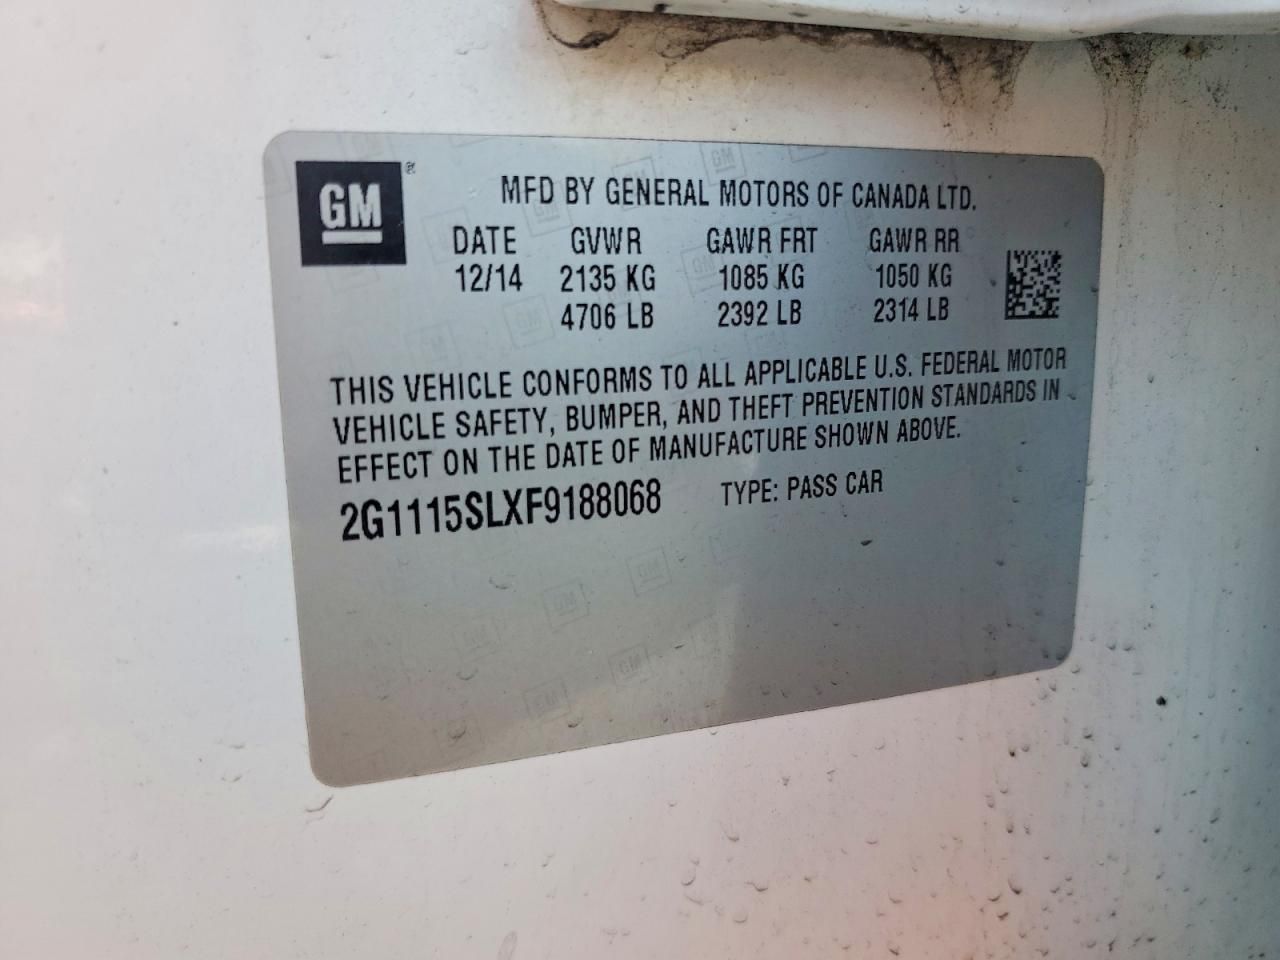 GM
MFD BY GENERAL MOTORS OF CANADA LTD.
DATE GVWR GAWR FRT GAWR RR
12/14 2135 KG 1085 KG 1050 KG
4706 LB 2392 LB 2314 LB
THIS VEHICLE CONFORMS TO ALL APPLICABLE U.S. FEDERAL MOTOR
VEHICLE SAFETY, BUMPER, AND THEFT PREVENTION STANDARDS IN
EFFECT ON THE DATE OF MANUFACTURE SHOWN ABOVE.
2G1115SLXF9188068 TYPE: PASS CAR